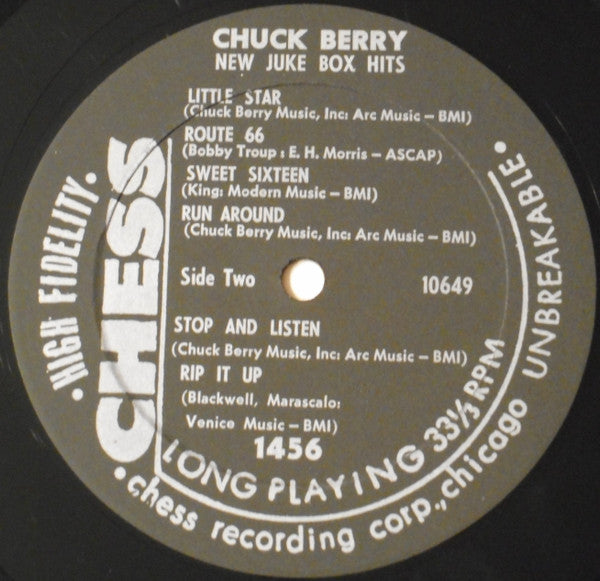 CHUCK BERRY
NEW JUKE BOX HITS
LITTLE STAR
(Chuck Berry Music, Inc: Arc Music – BMI)
ROUTE 66
(Bobby Troup : E. H. Morris – ASCAP)
SWEET SIXTEEN
(King: Modern Music – BMI)
RUN AROUND
(Chuck Berry Music, Inc: Arc Music – BMI)
Side Two 10649
STOP AND LISTEN
(Chuck Berry Music, Inc: Arc Music – BMI)
RIP IT UP
(Blackwell, Marascalo:
Venice Music – BMI)
1456
CHESS
• HIGH FIDELITY •
LONG PLAYING 33⅓ RPM
• chess recording corp., chicago UNBREAKABLE •